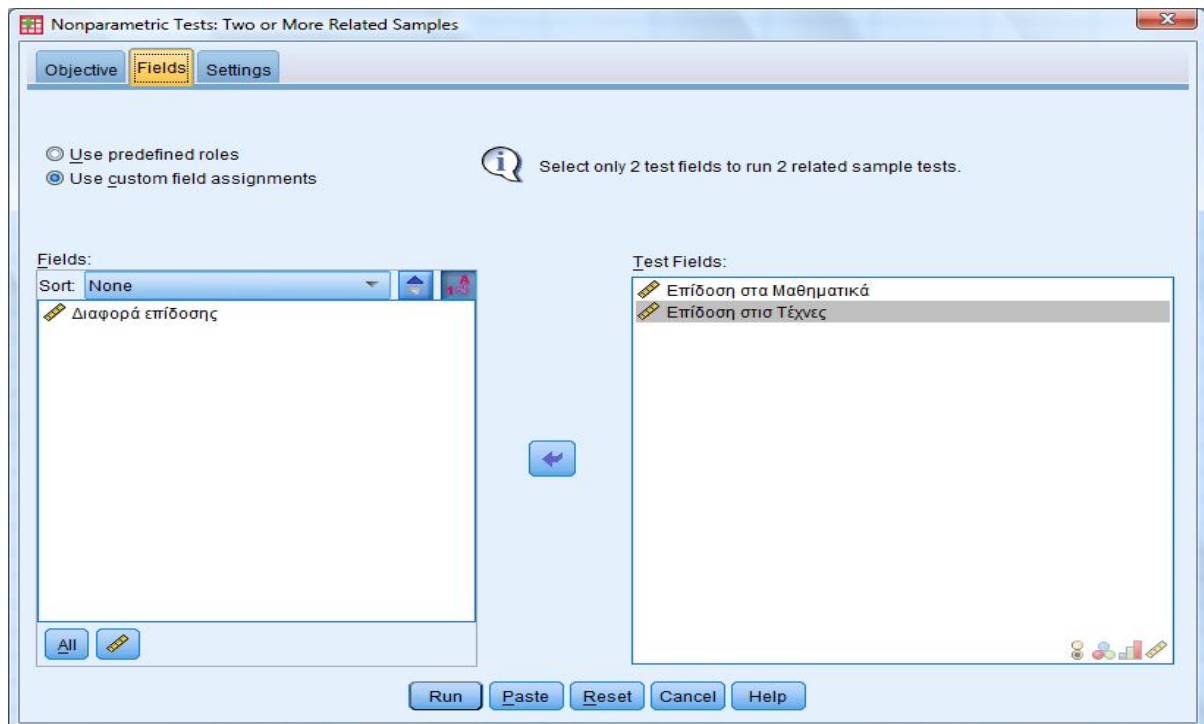 Nonparametric Tests: Two or More Related Samples
Objective Fields Settings
Use predefined roles
Use custom field assignments
Select only 2 test fields to run 2 related sample tests.
Fields:
Sort: None
Διαφορά επίδοσης
All
Test Fields:
Επίδοση στα Μαθηματικά
Επίδοση στισ Τέχνες
Run Paste Reset Cancel Help